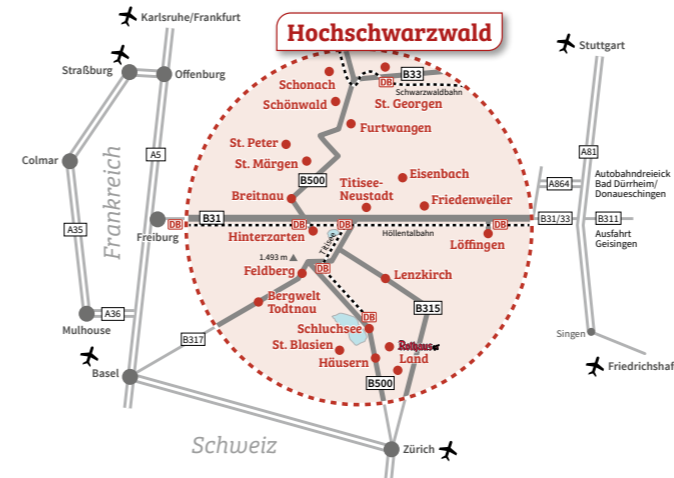 Karlsruhe/Frankfurt
Hochschwarzwald
Stuttgart
Straßburg
Offenburg
Schonach
DB
B33
Schwarzwaldbahn
St. Georgen
Schönwald
Furtwangen
A5
A81
Colmar
Frankreich
St. Peter
St. Märgen
B500
Eisenbach
Titisee-
Neustadt
Breitnau
Friedenweiler
A864
Autobahndreieck
Bad Dürrheim/
Donaueschingen
A35
Freiburg
DB
B31
DB
DB
DB
B31/33
B311
Hinterzarten
Titisee
Höllentalbahn
Löffingen
Ausfahrt
Geisingen
1.493 m
Feldberg
DB
Lenzkirch
Bergwelt
Todtnau
A36
Mulhouse
B315
DB
Schluchsee
B317
St. Blasien
Häusern
Rothaus
Land
Singen
Basel
B500
Friedrichshaf
Schweiz
Zürich